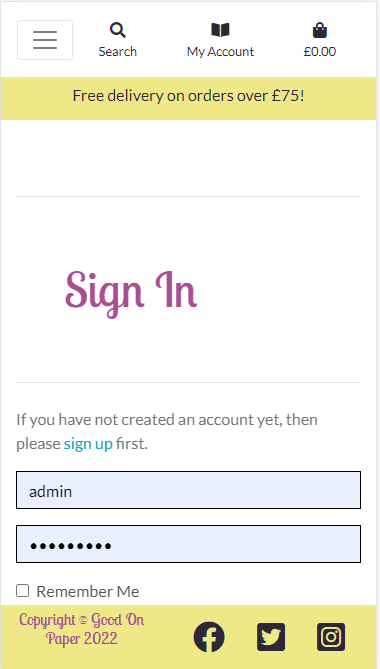 Search My Account £0.00
Free delivery on orders over £75!
Sign In
If you have not created an account yet, then
please sign up first.
admin
•••••••••
Remember Me
Copyright © Good On
Paper 2022